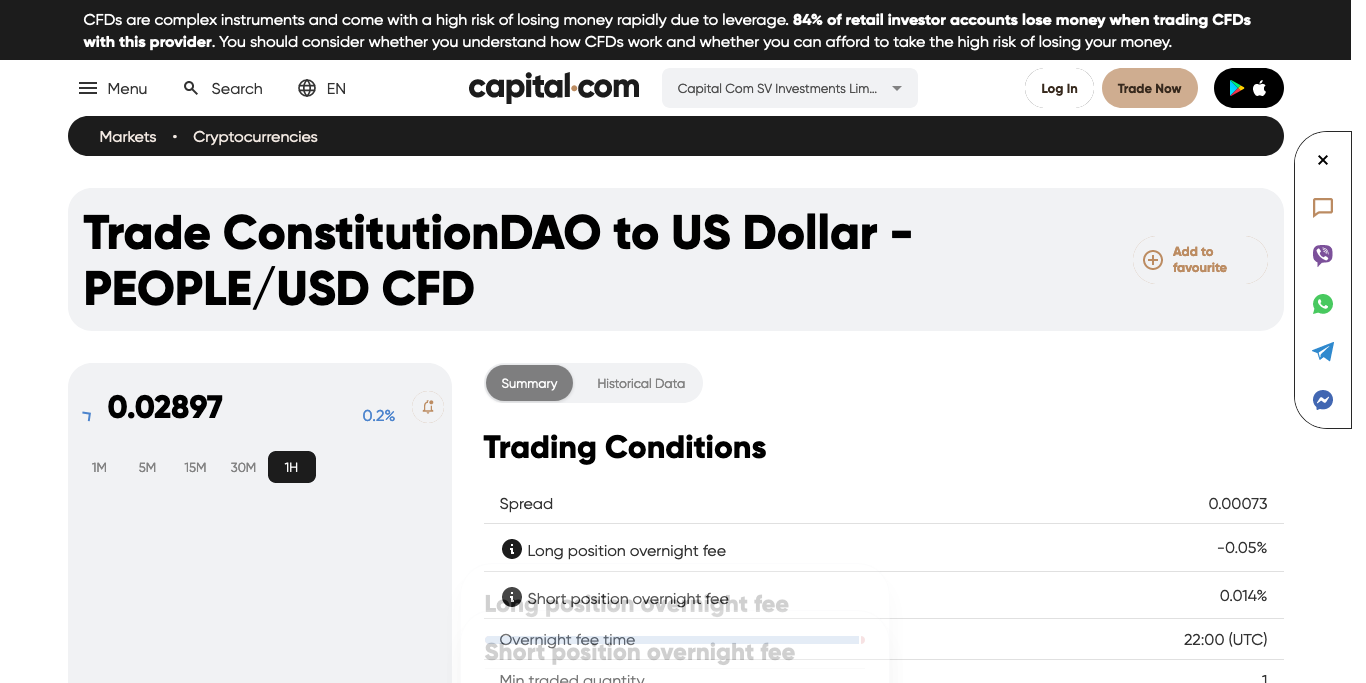 CFDs are complex instruments and come with a high risk of losing money rapidly due to leverage. 84% of retail investor accounts lose money when trading CFDs
with this provider. You should consider whether you understand how CFDs work and whether you can afford to take the high risk of losing your money.
Menu Search EN capital.com Capital Com SV Investments Lim... Log In Trade Now
Markets • Cryptocurrencies
Trade ConstitutionDAO to US Dollar -
PEOPLE/USD CFD
Add to
favourite
0.02897 0.2%
1M 5M 15M 30M 1H
Summary Historical Data
Trading Conditions
Spread 0.00073
Long position overnight fee -0.05%
Short position overnight fee 0.014%
Long position overnight fee
Overnight fee time 22:00 (UTC)
Short position overnight fee
Min traded quantity 1